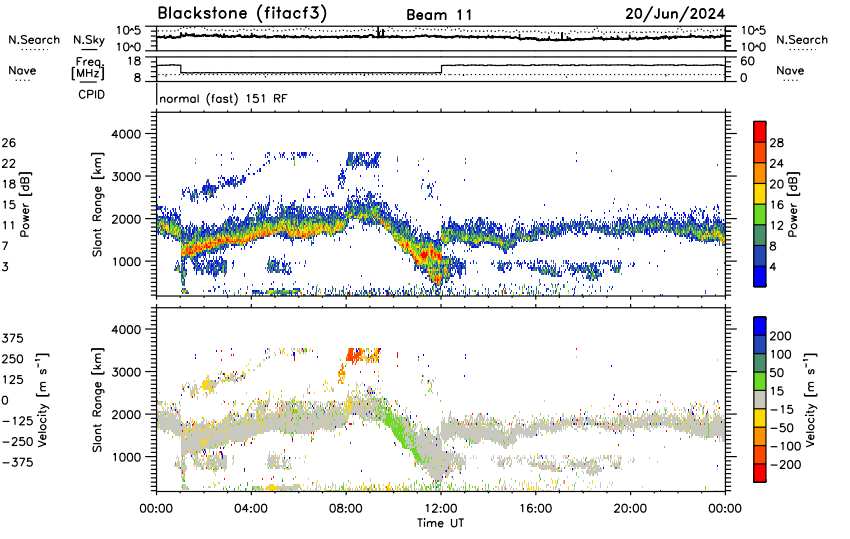 Blackstone (fitacf3) Beam 11 20/Jun/2024
N.Search N.Sky 10^5 10^0 10^5 10^0 N.Search
Nave Freq. [MHz] 18 8 60 0 Nave
CPID normal (fast) 151 RF
26 22 18 15 11 7 3
Power [dB]
Slant Range [km]
4000 3000 2000 1000
28 24 20 16 12 8 4
Power [dB]
375 250 125 0 −125 −250 −375
Velocity [m s⁻¹]
Slant Range [km]
4000 3000 2000 1000
200 100 50 15 −15 −50 −100 −200
Velocity [m s⁻¹]
00:00 04:00 08:00 12:00 16:00 20:00 00:00
Time UT